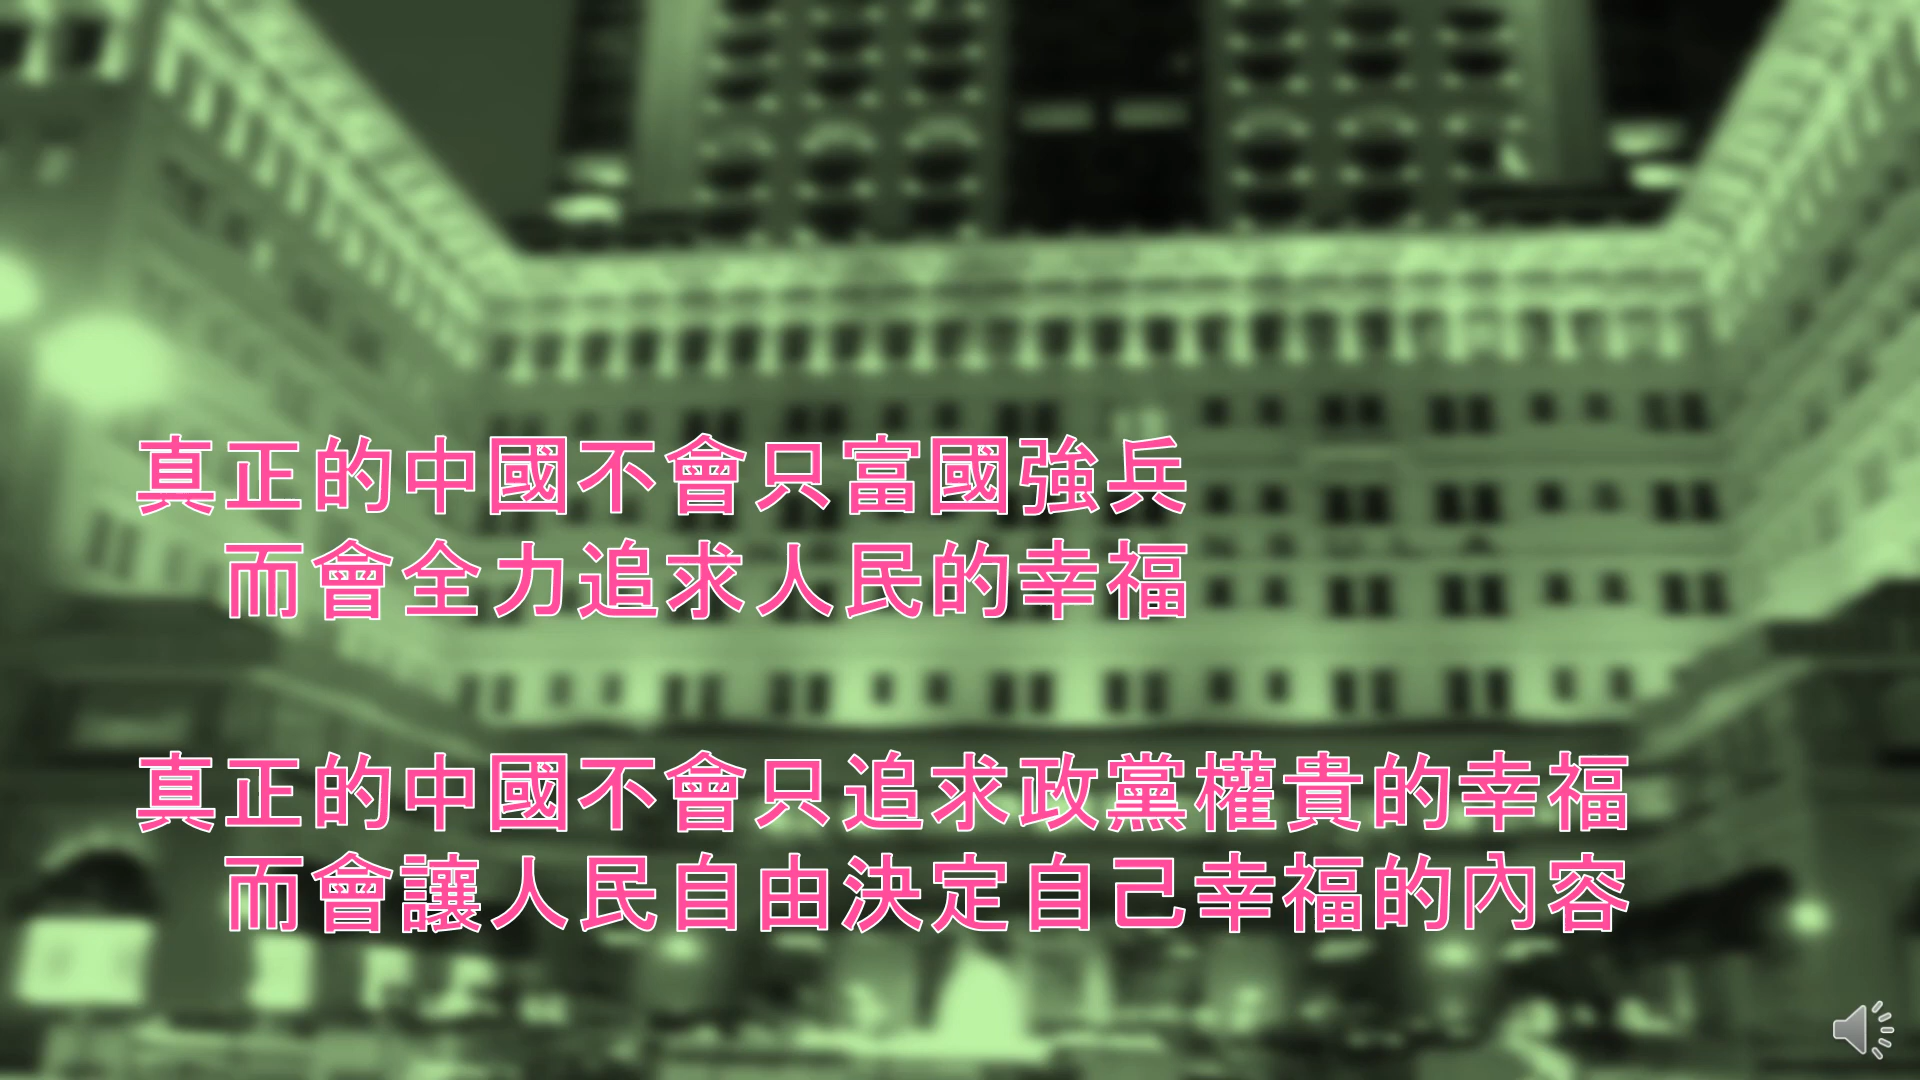 真正的中國不會只富國強兵
而會全力追求人民的幸福
真正的中國不會只追求政黨權貴的幸福
而會讓人民自由決定自己幸福的內容